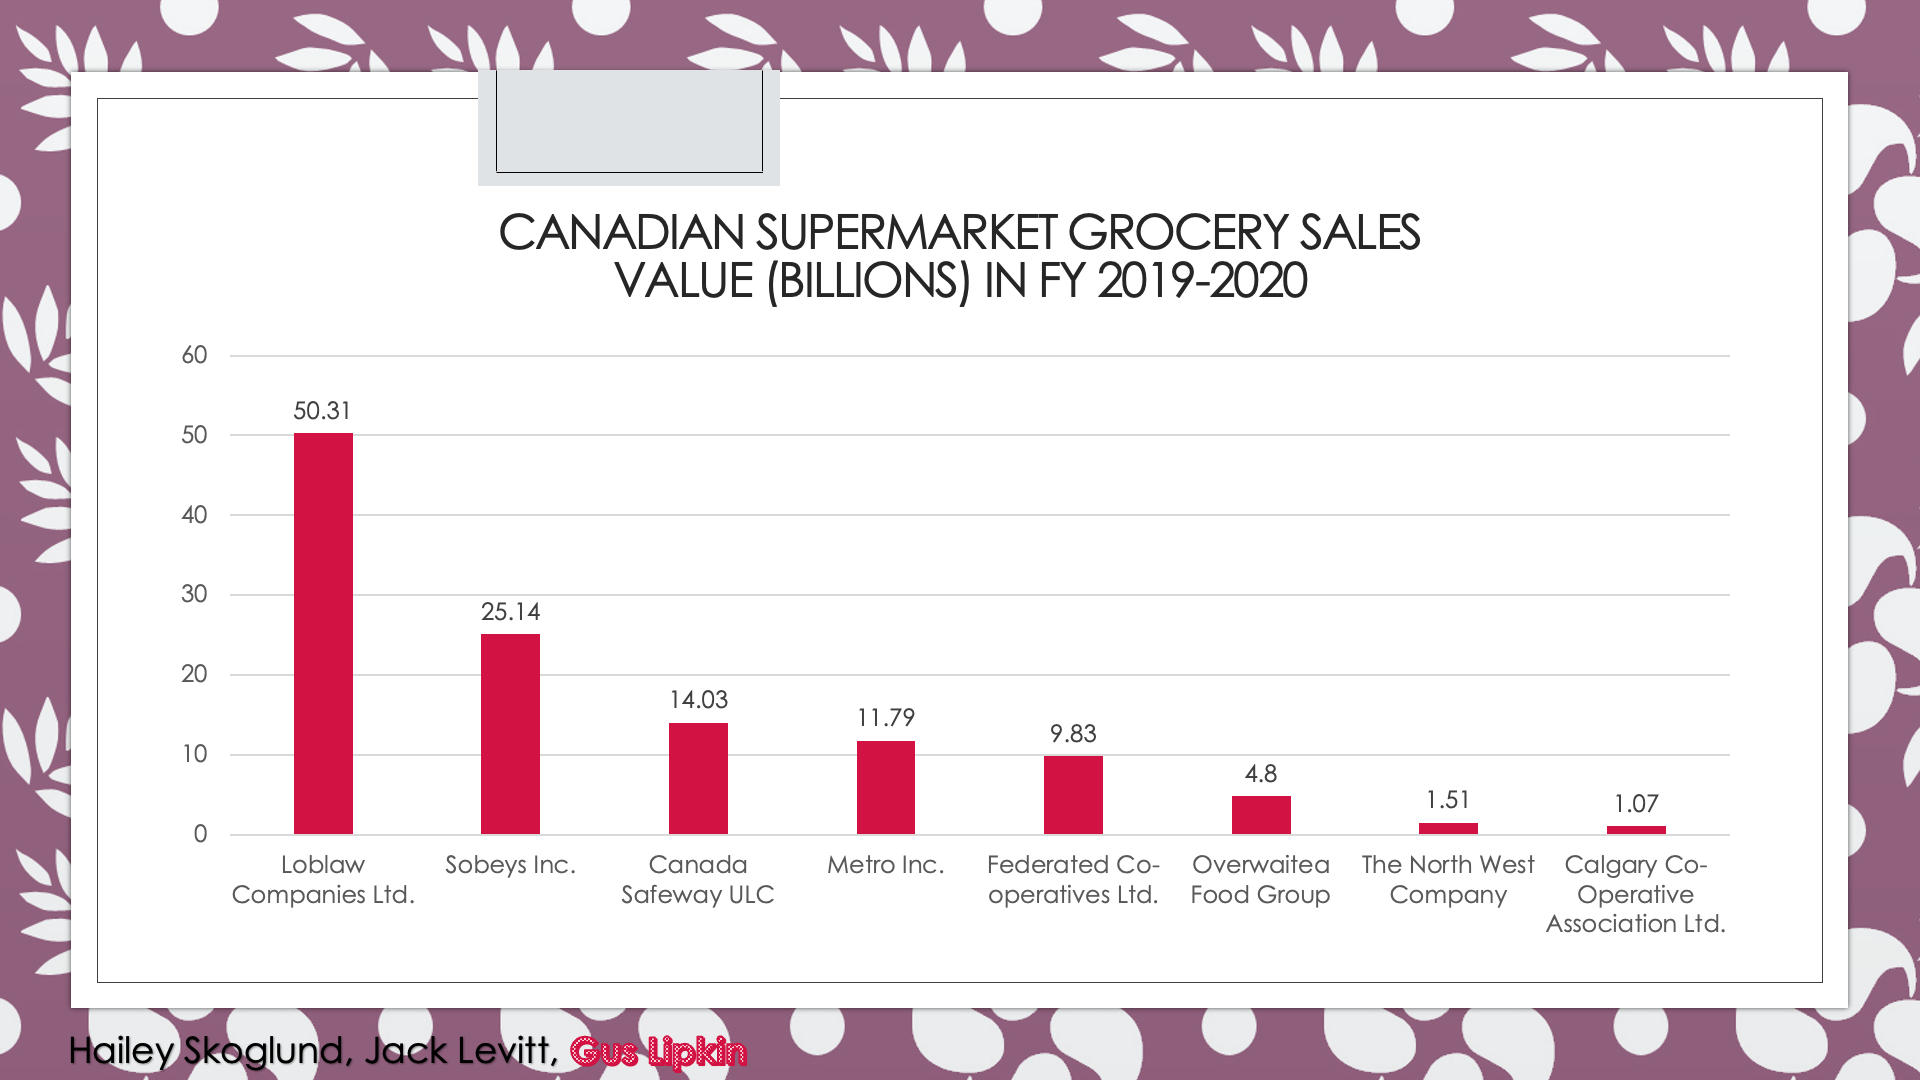 CANADIAN SUPERMARKET GROCERY SALES
VALUE (BILLIONS) IN FY 2019-2020
60
50
40
30
20
10
0
50.31
25.14
14.03
11.79
9.83
4.8
1.51
1.07
Loblaw
Companies Ltd.
Sobeys Inc.
Canada
Safeway ULC
Metro Inc.
Federated Co-
operatives Ltd.
Overwaitea
Food Group
The North West
Company
Calgary Co-
Operative
Association Ltd.
Hailey Skoglund, Jack Levitt, Gus Lipkin